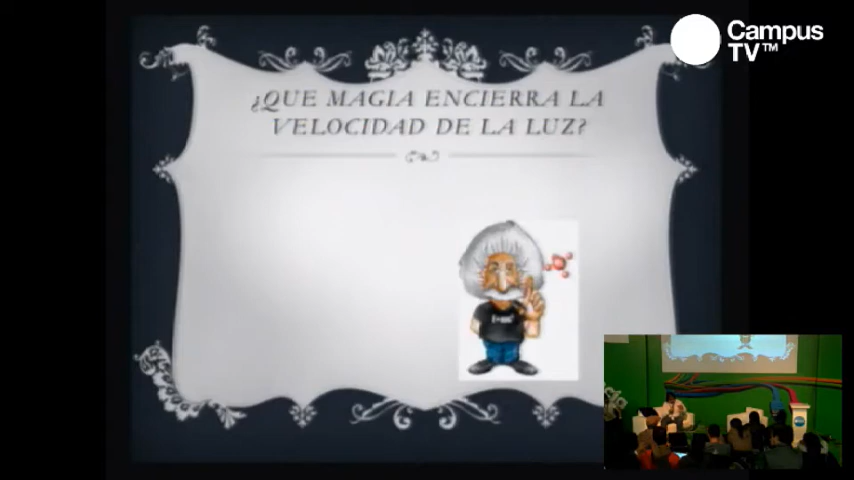 Campus
TV™
¿QUE MAGIA ENCIERRA LA
VELOCIDAD DE LA LUZ?